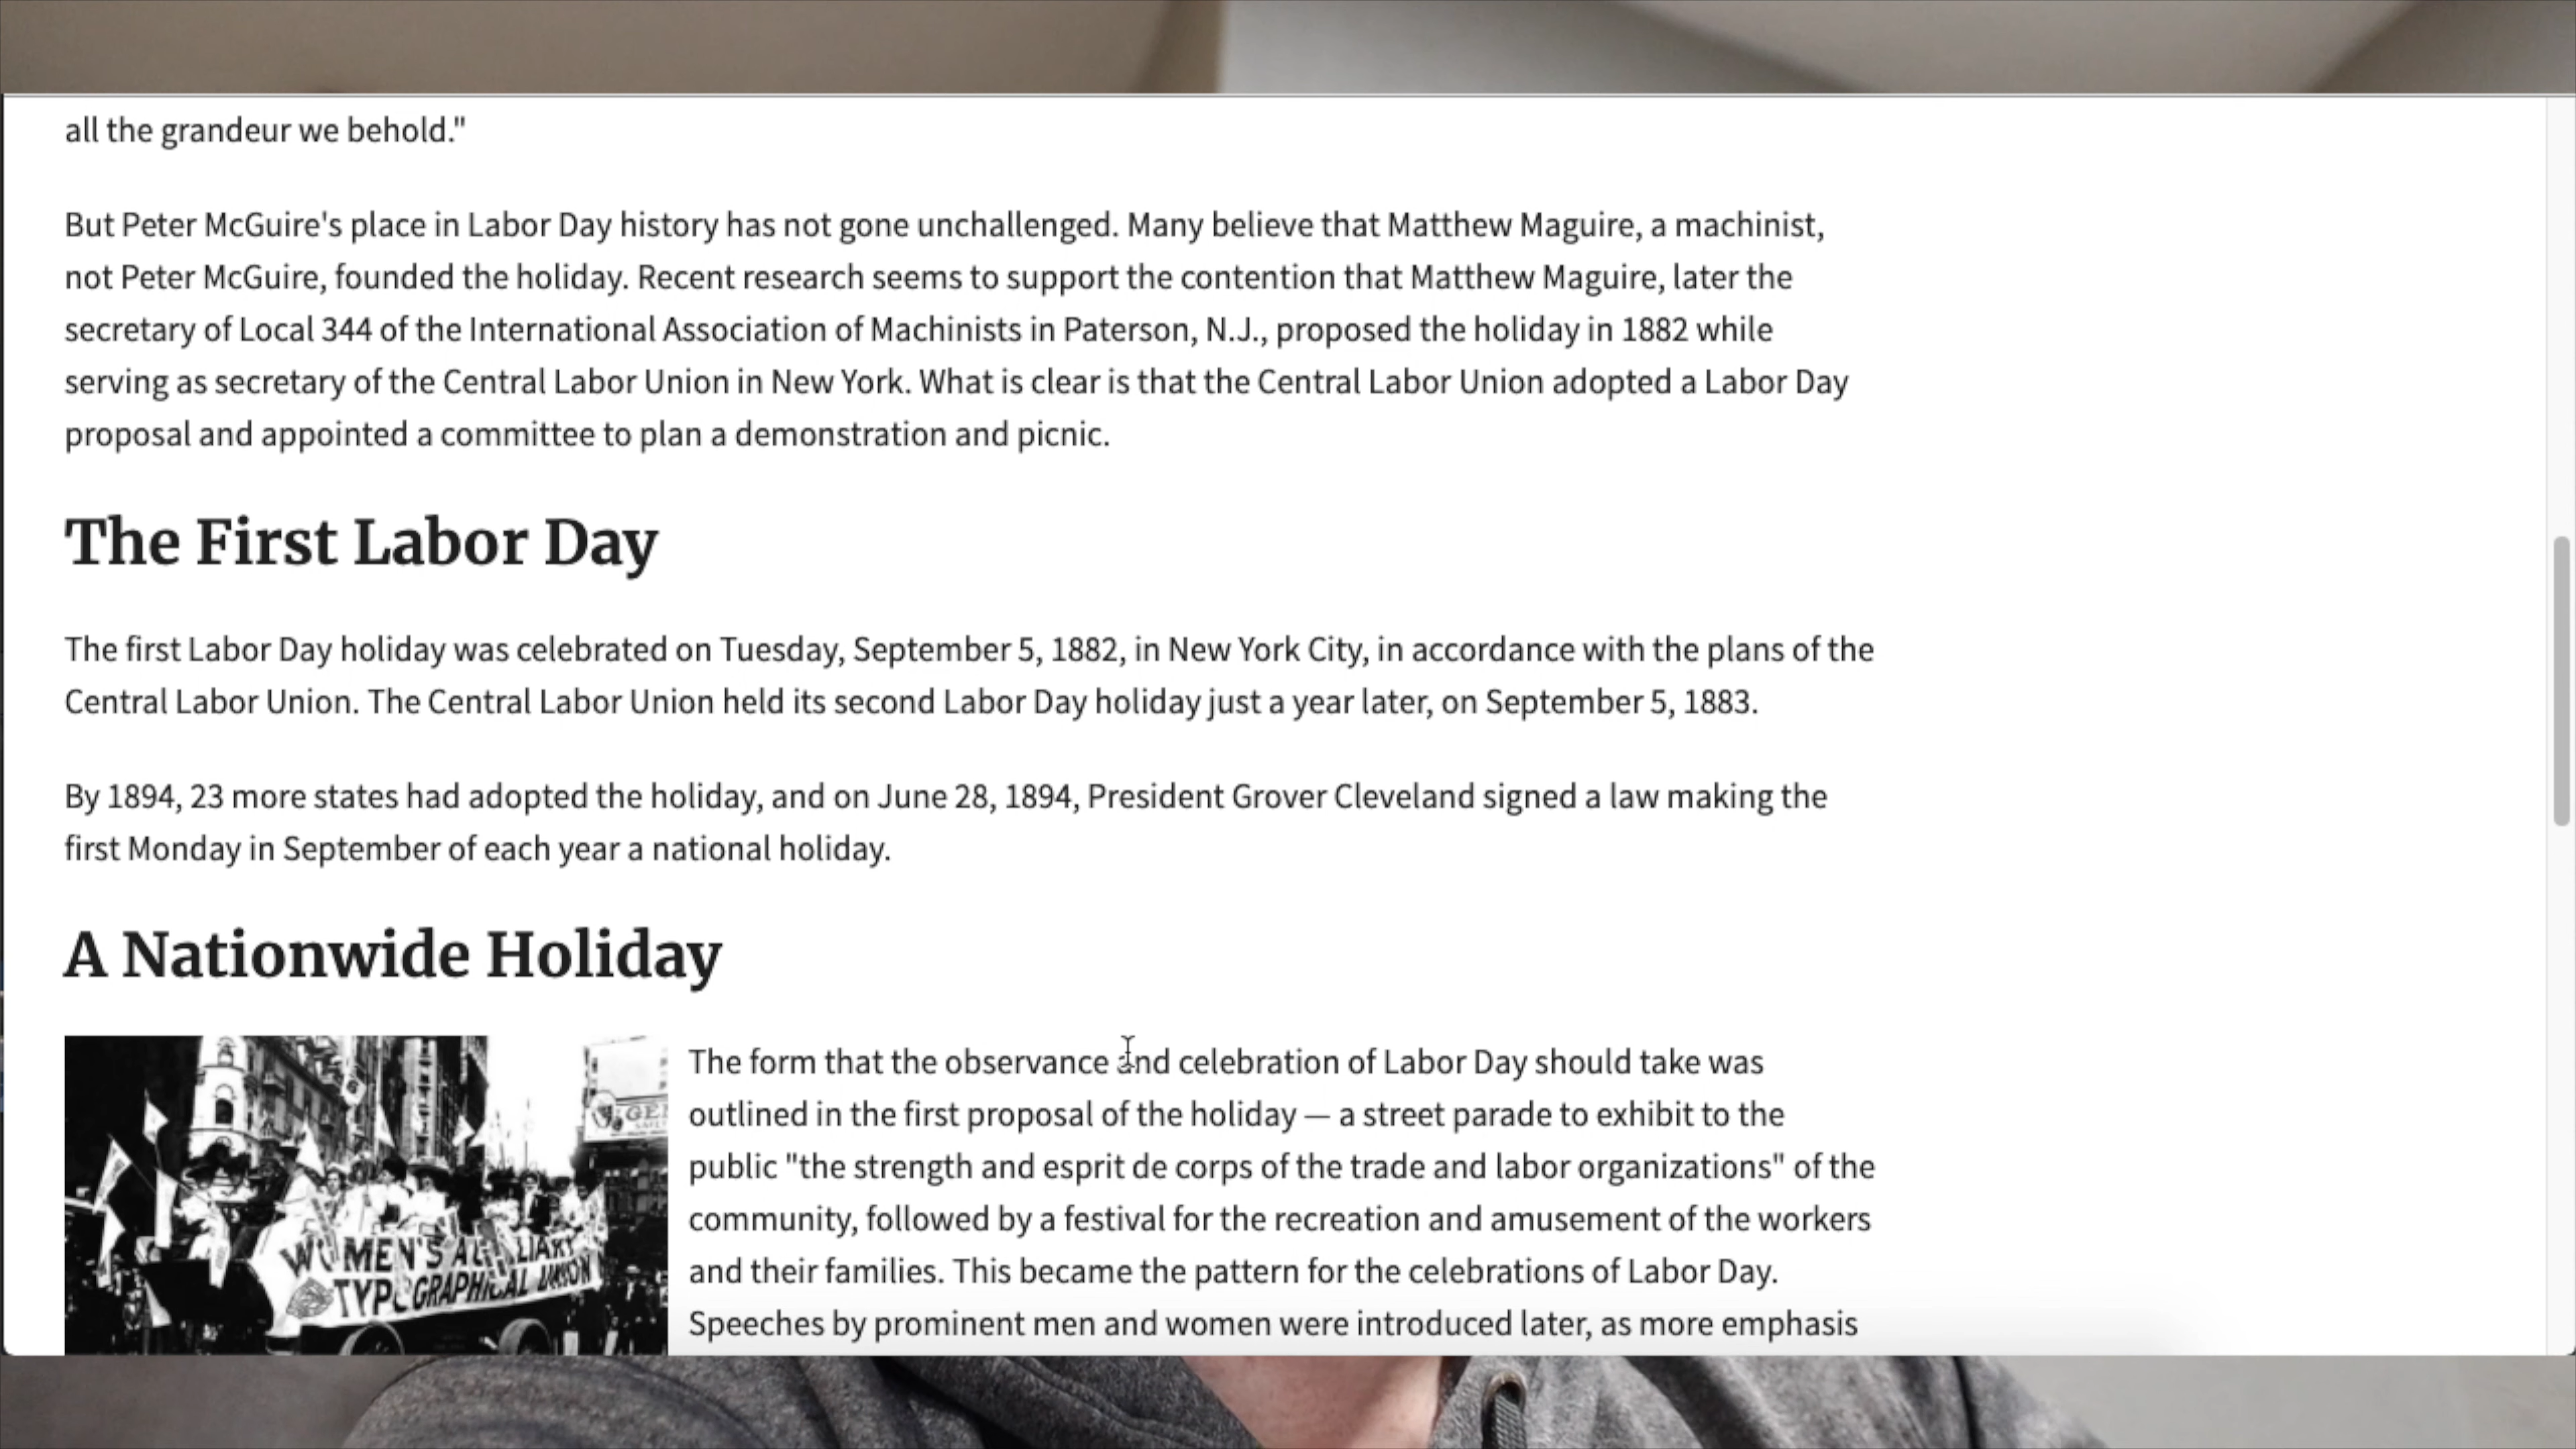 all the grandeur we behold."
But Peter McGuire's place in Labor Day history has not gone unchallenged. Many believe that Matthew Maguire, a machinist,
not Peter McGuire, founded the holiday. Recent research seems to support the contention that Matthew Maguire, later the
secretary of Local 344 of the International Association of Machinists in Paterson, N.J., proposed the holiday in 1882 while
serving as secretary of the Central Labor Union in New York. What is clear is that the Central Labor Union adopted a Labor Day
proposal and appointed a committee to plan a demonstration and picnic.
The First Labor Day
The first Labor Day holiday was celebrated on Tuesday, September 5, 1882, in New York City, in accordance with the plans of the
Central Labor Union. The Central Labor Union held its second Labor Day holiday just a year later, on September 5, 1883.
By 1894, 23 more states had adopted the holiday, and on June 28, 1894, President Grover Cleveland signed a law making the
first Monday in September of each year a national holiday.
A Nationwide Holiday
The form that the observance and celebration of Labor Day should take was
outlined in the first proposal of the holiday — a street parade to exhibit to the
public "the strength and esprit de corps of the trade and labor organizations" of the
community, followed by a festival for the recreation and amusement of the workers
and their families. This became the pattern for the celebrations of Labor Day.
Speeches by prominent men and women were introduced later, as more emphasis
WOMEN'S AUXILIARY
TYPOGRAPHICAL UNION